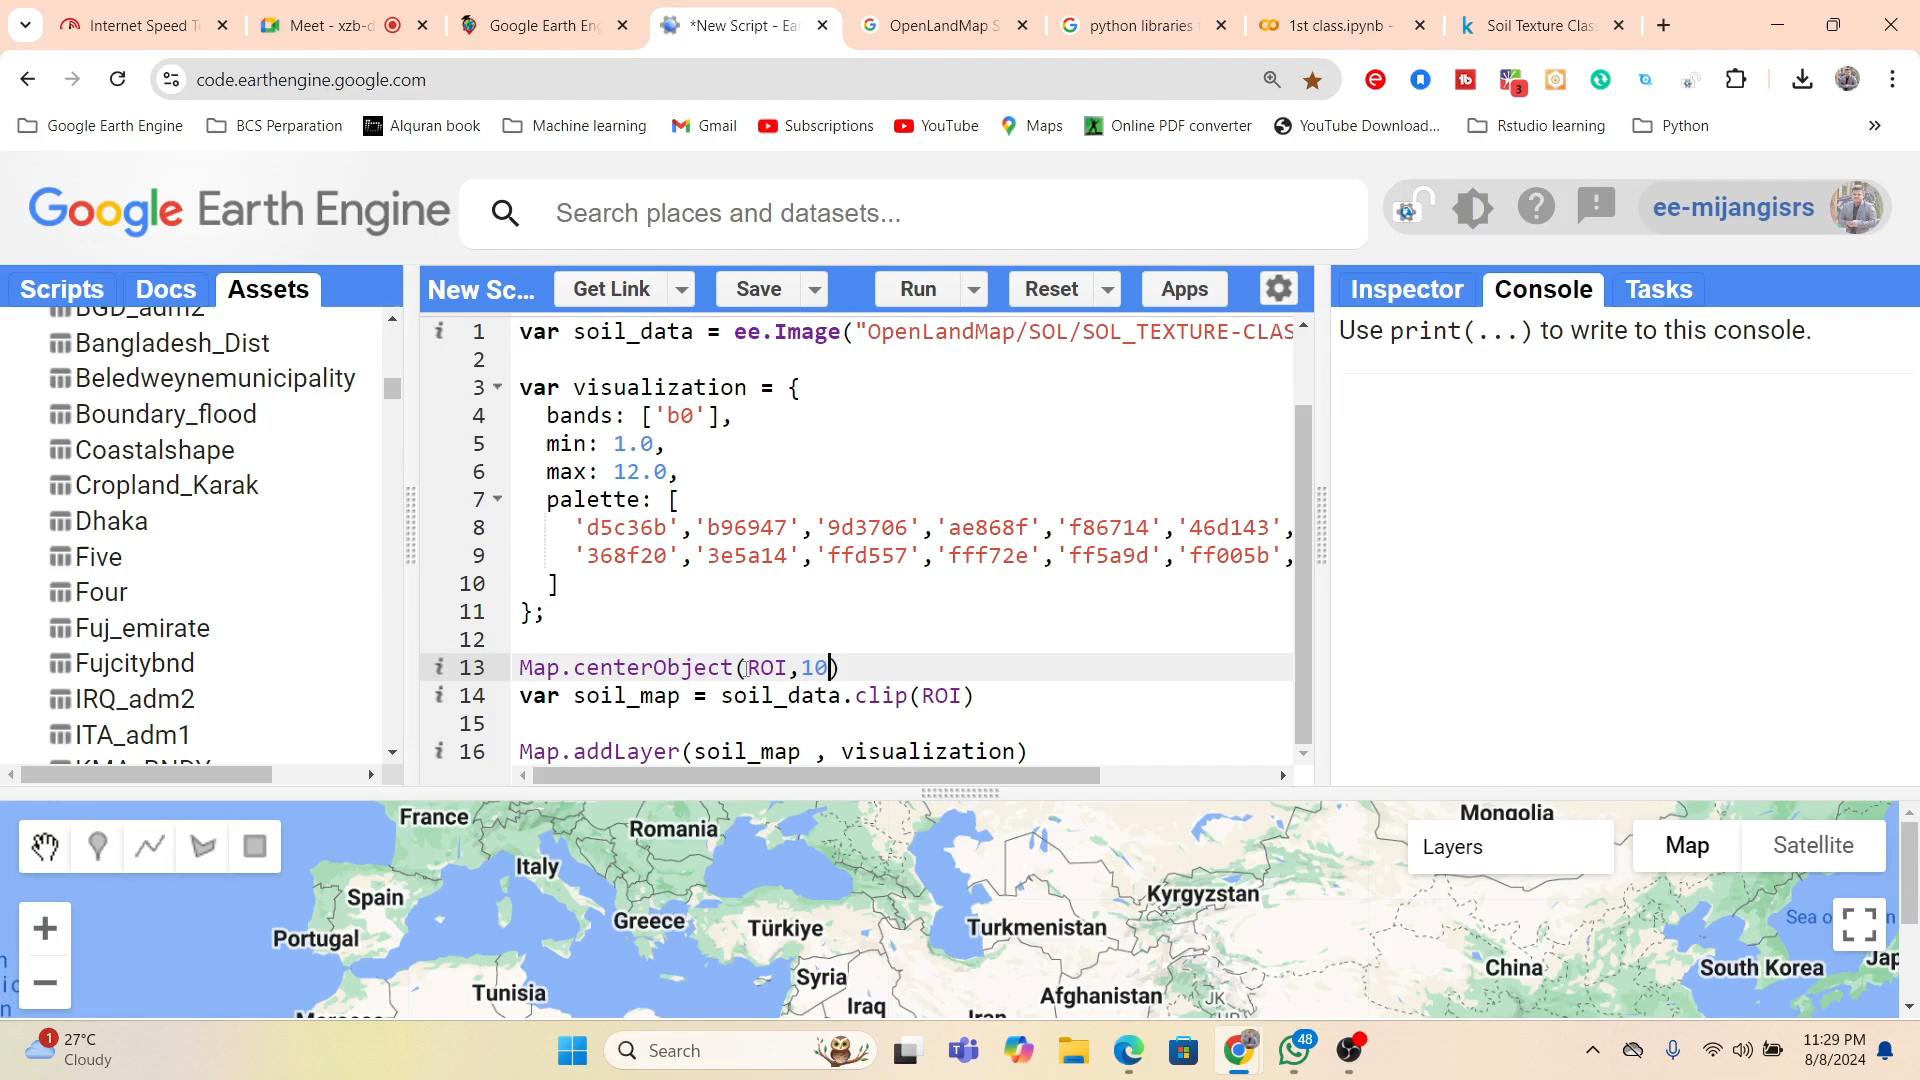 Internet Speed T
Meet - xzb-d
Google Earth En
*New Script - Ea
OpenLandMap S
python libraries
1st class.ipynb -
Soil Texture Clas
code.earthengine.google.com
3
Google Earth Engine
BCS Perparation
Alquran book
Machine learning
Gmail
Subscriptions
YouTube
Maps
Online PDF converter
YouTube Download...
Rstudio learning
Python
»
Google Earth Engine
Search places and datasets...
ee-mijangisrs
Scripts
Docs
Assets
New Sc...
Get Link
Save
Run
Reset
Apps
Inspector
Console
Tasks
BGD_adm2
Bangladesh_Dist
Beledweynemunicipality
Boundary_flood
Coastalshape
Cropland_Karak
Dhaka
Five
Four
Fuj_emirate
Fujcitybnd
IRQ_adm2
ITA_adm1
i 1 var soil_data = ee.Image("OpenLandMap/SOL/SOL_TEXTURE-CLAS
2
3 var visualization = {
4 bands: ['b0'],
5 min: 1.0,
6 max: 12.0,
7 palette: [
8 'd5c36b','b96947','9d3706','ae868f','f86714','46d143',
9 '368f20','3e5a14','ffd557','fff72e','ff5a9d','ff005b',
10 ]
11 };
12
i 13 Map.centerObject(ROI,10)
i 14 var soil_map = soil_data.clip(ROI)
15
i 16 Map.addLayer(soil_map , visualization)
Use print(...) to write to this console.
France
Romania
Italy
Spain
Greece
Portugal
Türkiye
Syria
Tunisia
Iraq
Turkmenistan
Kyrgyzstan
Afghanistan
JK
Mongolia
China
South Korea
Sea o
Jap
Layers
Map
Satellite
+
−
1
27°C
Cloudy
Search
48
11:29 PM
8/8/2024